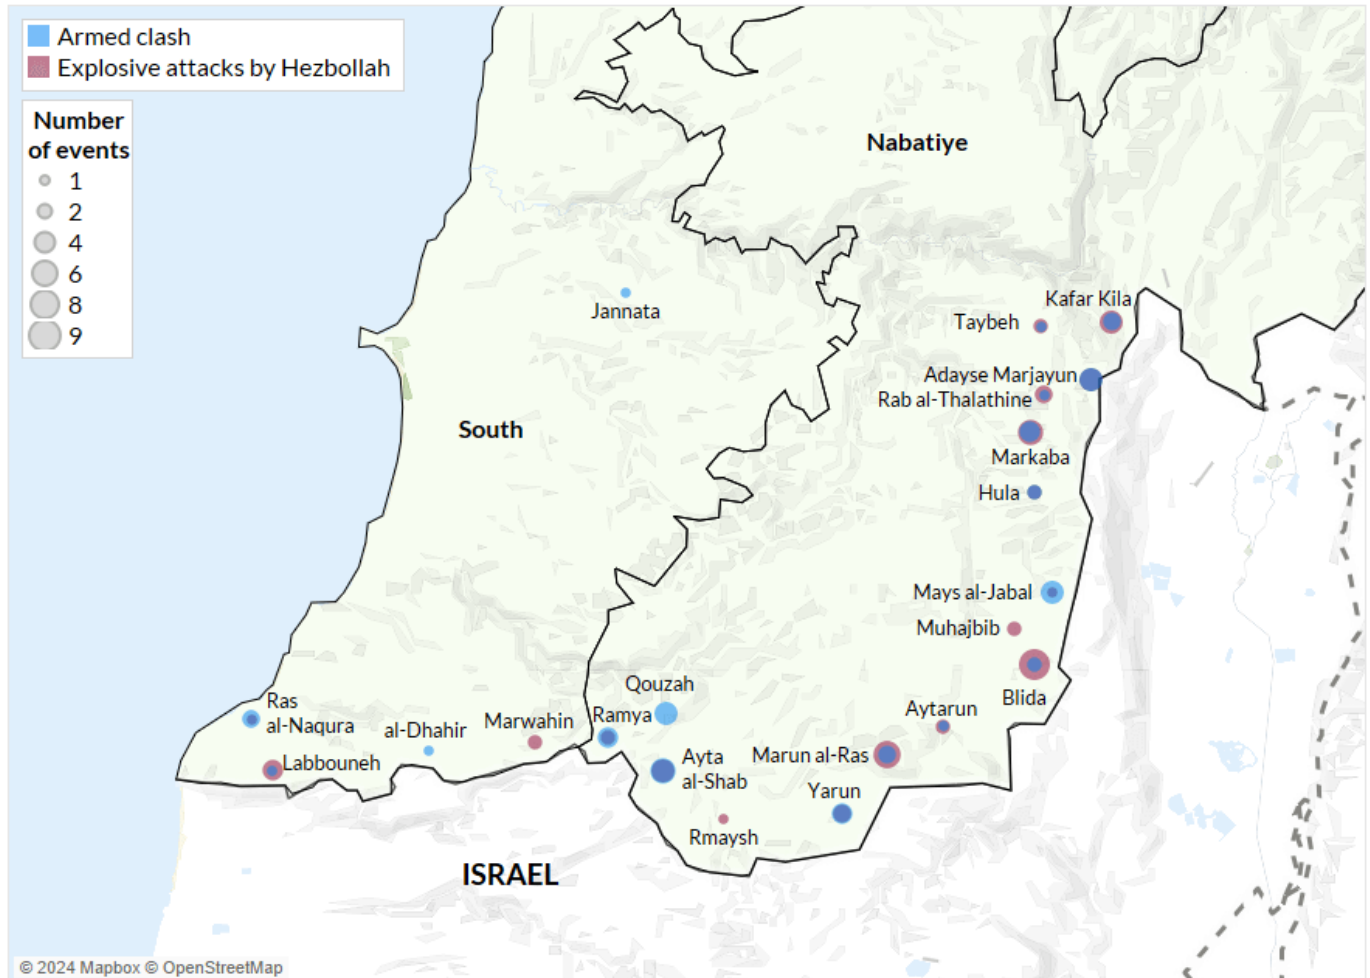 Armed clash
Explosive attacks by Hezbollah
Number
of events
1
2
4
6
8
9
Nabatiye
Jannata
Kafar Kila
Taybeh
Adayse Marjayun
Rab al-Thalathine
South
Markaba
Hula
Mays al-Jabal
Muhajbib
Qouzah
Blida
Ras
al-Naqura
al-Dhahir
Marwahin
Ramya
Aytarun
Labbouneh
Ayta
al-Shab
Marun al-Ras
Yarun
Rmaysh
ISRAEL
© 2024 Mapbox © OpenStreetMap